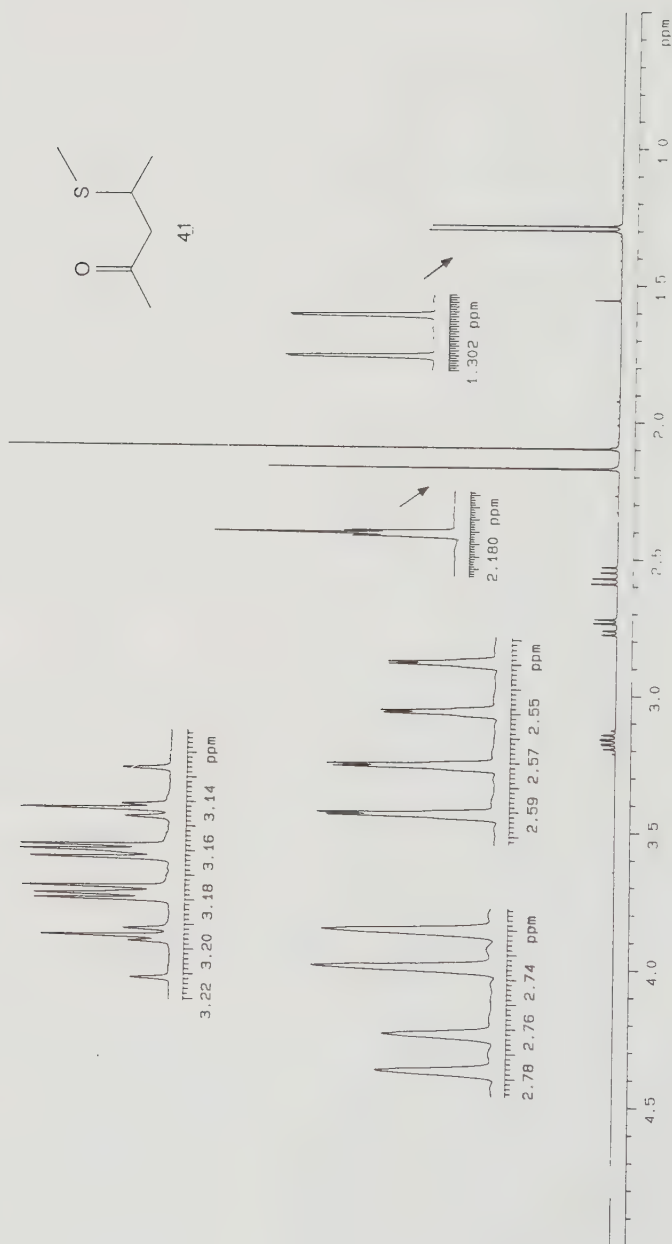 O S
41
3.22 3.20 3.18 3.16 3.14 ppm
1.302 ppm
2.180 ppm
2.78 2.76 2.74 ppm
2.59 2.57 2.55 ppm
4.5 4.0 3.5 3.0 2.5 2.0 1.5 1.0 ppm